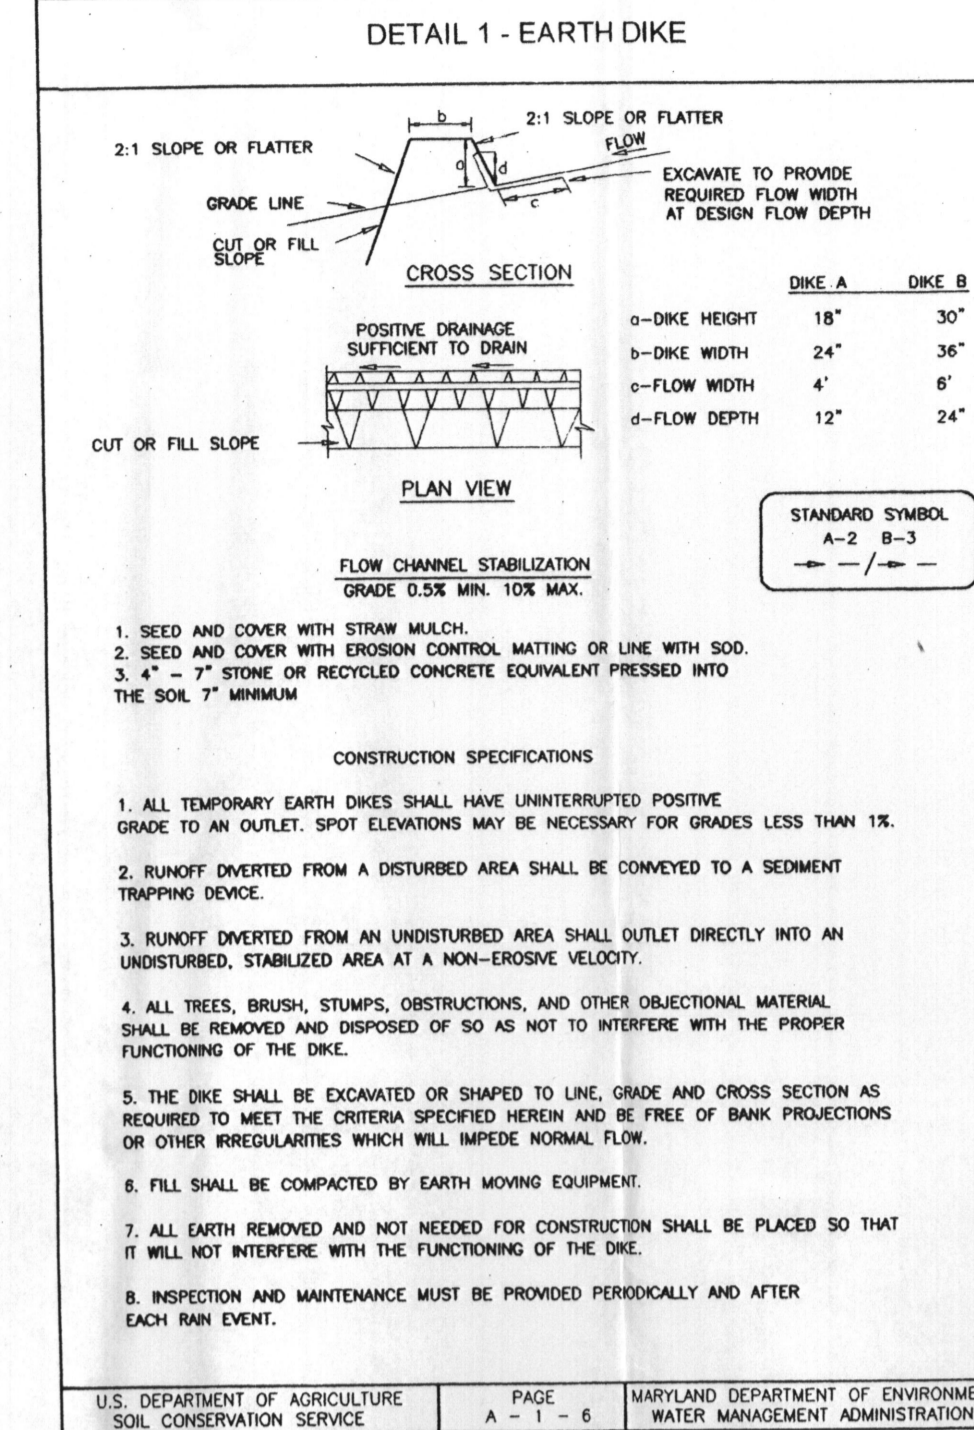 DETAIL 1 - EARTH DIKE
b
2:1 SLOPE OR FLATTER
2:1 SLOPE OR FLATTER
FLOW
a
d
EXCAVATE TO PROVIDE
REQUIRED FLOW WIDTH
AT DESIGN FLOW DEPTH
GRADE LINE
c
CUT OR FILL
SLOPE
CROSS SECTION
DIKE A DIKE B
a-DIKE HEIGHT 18" 30"
b-DIKE WIDTH 24" 36"
c-FLOW WIDTH 4' 6'
d-FLOW DEPTH 12" 24"
POSITIVE DRAINAGE
SUFFICIENT TO DRAIN
CUT OR FILL SLOPE
PLAN VIEW
STANDARD SYMBOL
A-2 B-3
FLOW CHANNEL STABILIZATION
GRADE 0.5% MIN. 10% MAX.
1. SEED AND COVER WITH STRAW MULCH.
2. SEED AND COVER WITH EROSION CONTROL MATTING OR LINE WITH SOD.
3. 4" - 7" STONE OR RECYCLED CONCRETE EQUIVALENT PRESSED INTO
THE SOIL 7" MINIMUM
CONSTRUCTION SPECIFICATIONS
1. ALL TEMPORARY EARTH DIKES SHALL HAVE UNINTERRUPTED POSITIVE
GRADE TO AN OUTLET. SPOT ELEVATIONS MAY BE NECESSARY FOR GRADES LESS THAN 1%.
2. RUNOFF DIVERTED FROM A DISTURBED AREA SHALL BE CONVEYED TO A SEDIMENT
TRAPPING DEVICE.
3. RUNOFF DIVERTED FROM AN UNDISTURBED AREA SHALL OUTLET DIRECTLY INTO AN
UNDISTURBED, STABILIZED AREA AT A NON-EROSIVE VELOCITY.
4. ALL TREES, BRUSH, STUMPS, OBSTRUCTIONS, AND OTHER OBJECTIONAL MATERIAL
SHALL BE REMOVED AND DISPOSED OF SO AS NOT TO INTERFERE WITH THE PROPER
FUNCTIONING OF THE DIKE.
5. THE DIKE SHALL BE EXCAVATED OR SHAPED TO LINE, GRADE AND CROSS SECTION AS
REQUIRED TO MEET THE CRITERIA SPECIFIED HEREIN AND BE FREE OF BANK PROJECTIONS
OR OTHER IRREGULARITIES WHICH WILL IMPEDE NORMAL FLOW.
6. FILL SHALL BE COMPACTED BY EARTH MOVING EQUIPMENT.
7. ALL EARTH REMOVED AND NOT NEEDED FOR CONSTRUCTION SHALL BE PLACED SO THAT
IT WILL NOT INTERFERE WITH THE FUNCTIONING OF THE DIKE.
8. INSPECTION AND MAINTENANCE MUST BE PROVIDED PERIODICALLY AND AFTER
EACH RAIN EVENT.
U.S. DEPARTMENT OF AGRICULTURE
SOIL CONSERVATION SERVICE
PAGE
A - 1 - 6
MARYLAND DEPARTMENT OF ENVIRONME
WATER MANAGEMENT ADMINISTRATION